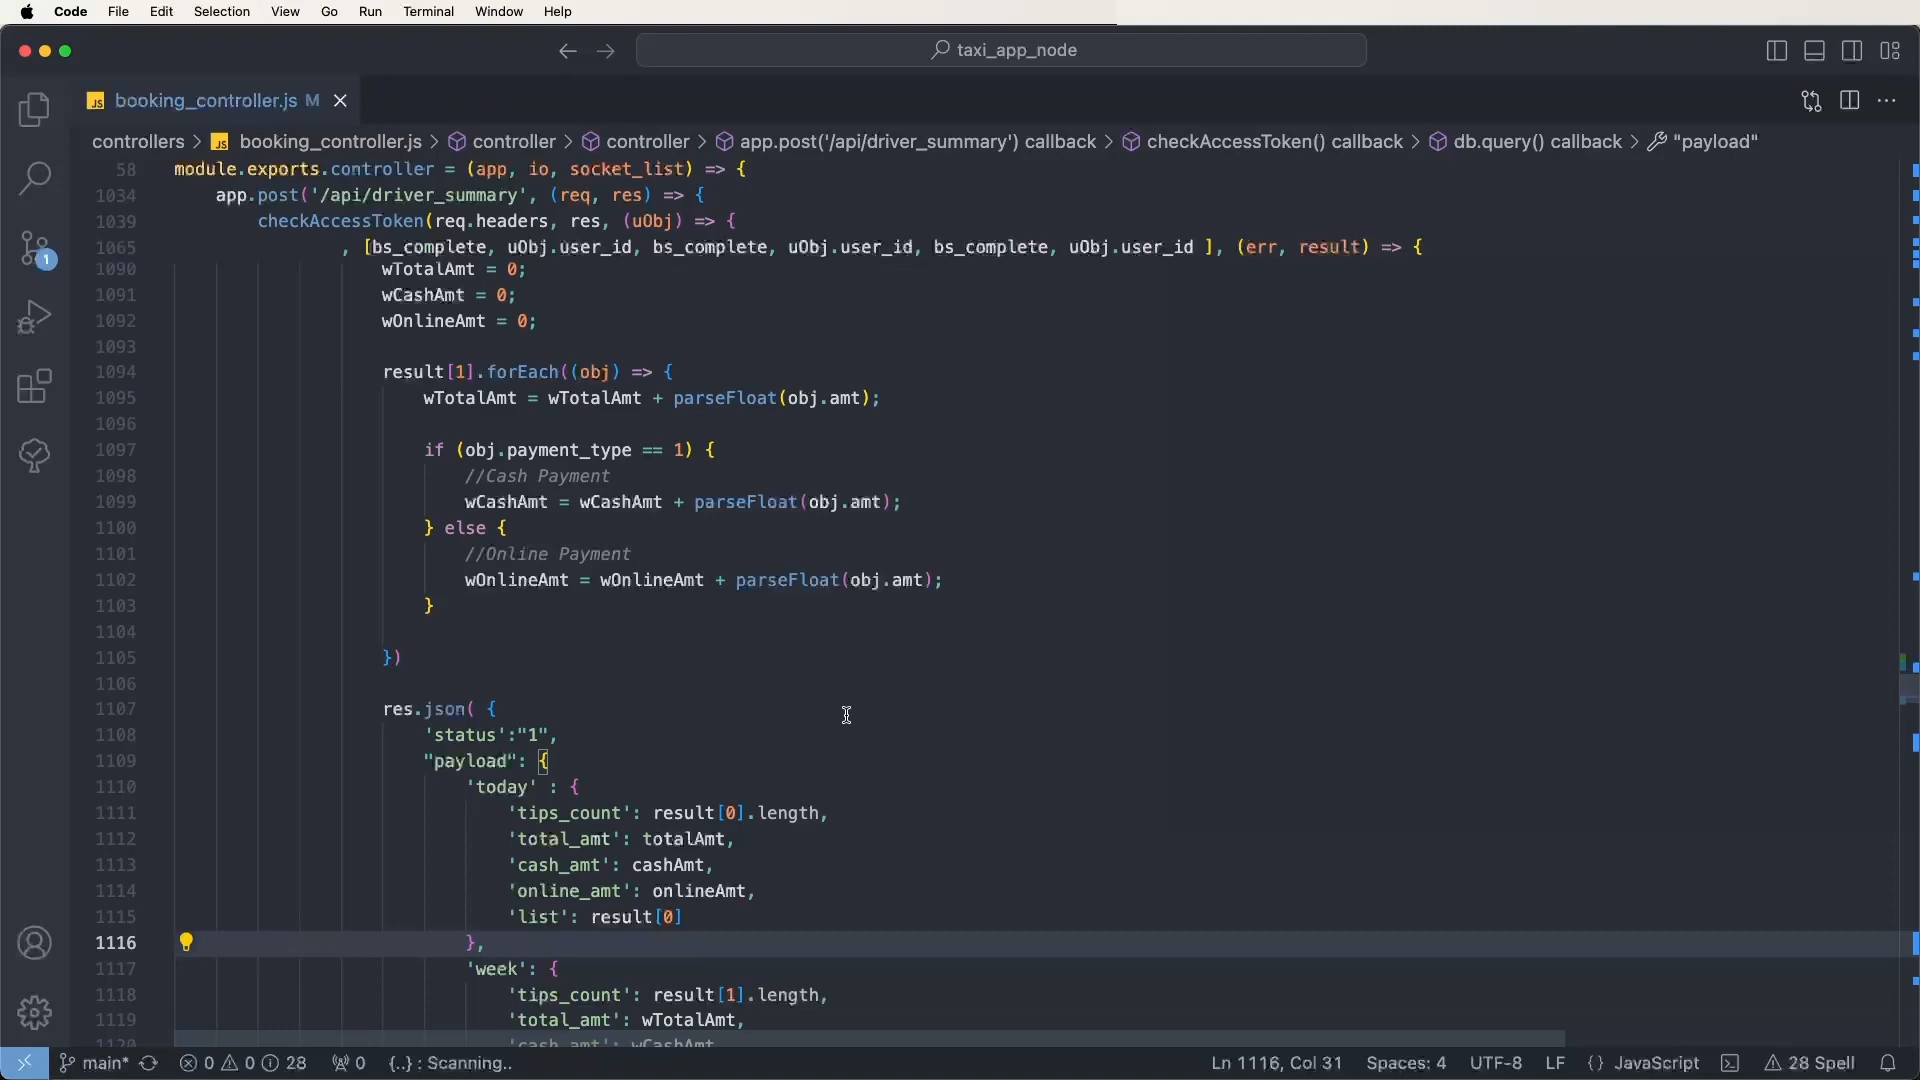 Code File Edit Selection View Go Run Terminal Window Help
taxi_app_node
JS booking_controller.js M
controllers > JS booking_controller.js > controller > controller > app.post('/api/driver_summary') callback > checkAccessToken() callback > db.query() callback > "payload"
58 module.exports.controller = (app, io, socket_list) => {
1034 app.post('/api/driver_summary', (req, res) => {
1039 checkAccessToken(req.headers, res, (uObj) => {
1065 , [bs_complete, uObj.user_id, bs_complete, uObj.user_id, bs_complete, uObj.user_id ], (err, result) => {
1090 wTotalAmt = 0;
1091 wCashAmt = 0;
1092 wOnlineAmt = 0;
1093
1094 result[1].forEach((obj) => {
1095 wTotalAmt = wTotalAmt + parseFloat(obj.amt);
1096
1097 if (obj.payment_type == 1) {
1098 //Cash Payment
1099 wCashAmt = wCashAmt + parseFloat(obj.amt);
1100 } else {
1101 //Online Payment
1102 wOnlineAmt = wOnlineAmt + parseFloat(obj.amt);
1103 }
1104
1105 })
1106
1107 res.json( {
1108 'status':"1",
1109 "payload": {
1110 'today' : {
1111 'tips_count': result[0].length,
1112 'total_amt': totalAmt,
1113 'cash_amt': cashAmt,
1114 'online_amt': onlineAmt,
1115 'list': result[0]
1116 },
1117 'week': {
1118 'tips_count': result[1].length,
1119 'total_amt': wTotalAmt,
1120 'cash_amt': wCashAmt
1
main* 0 0 28 0 {..} : Scanning.. Ln 1116, Col 31 Spaces: 4 UTF-8 LF {} JavaScript 28 Spell